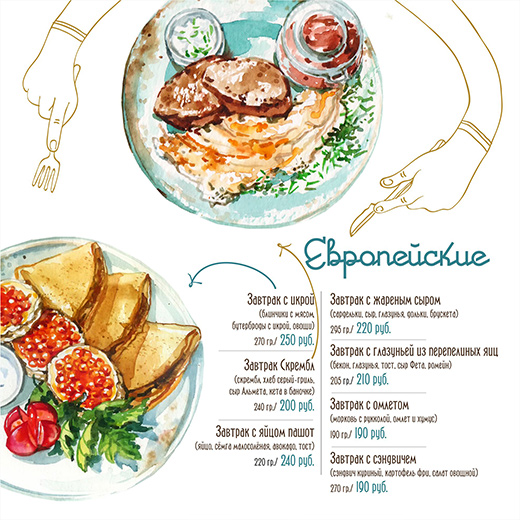 Европейские
Завтрак с икрой
(блинчики с мясом,
бутерброды с икрой, овощи)
270 гр./ 250 руб.
Завтрак Скрембл
(скрембл, хлеб серый-гриль,
сыр Альмета, кета в баночке)
240 гр./ 200 руб.
Завтрак с яйцом пашот
(яйцо, сёмга малосолёная, авокадо, тост)
220 гр./ 240 руб.
Завтрак с жареным сыром
(сардельки, сыр, глазунья, дольки, брускета)
295 гр./ 220 руб.
Завтрак с глазуньей из перепелиных яиц
(бекон, глазунья, тост, сыр Фета, ромейн)
205 гр./ 210 руб.
Завтрак с омлетом
(морковь с рукколой, омлет и хумус)
190 гр./ 190 руб.
Завтрак с сэндвичем
(сэндвич куриный, картофель фри, салат овощной)
270 гр./ 190 руб.